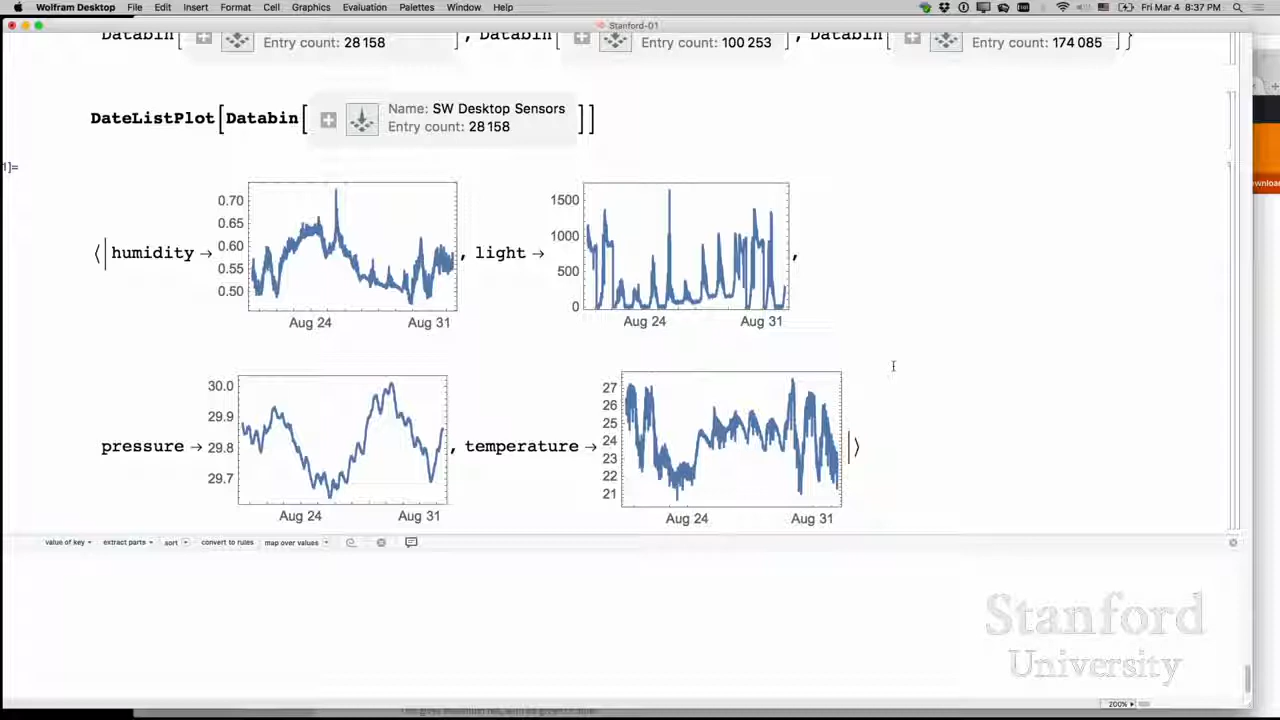 Wolfram Desktop File Edit Insert Format Cell Graphics Evaluation Palettes Window Help Fri Mar 4 8:37 PM
Stanford-01
Databin[ Entry count: 28 158 ], Databin[ Entry count: 100 253 ], Databin[ Entry count: 174 085 ]}
DateListPlot[Databin[ Name: SW Desktop Sensors
Entry count: 28 158 ]]
1]=
<|humidity → 0.70 0.65 0.60 0.55 0.50
Aug 24 Aug 31
, light → 1500 1000 500 0
Aug 24 Aug 31
,
pressure → 30.0 29.9 29.8 29.7
Aug 24 Aug 31
, temperature → 27 26 25 24 23 22 21
Aug 24 Aug 31
|>
value of key extract parts sort convert to rules map over values
Stanford
University
200%